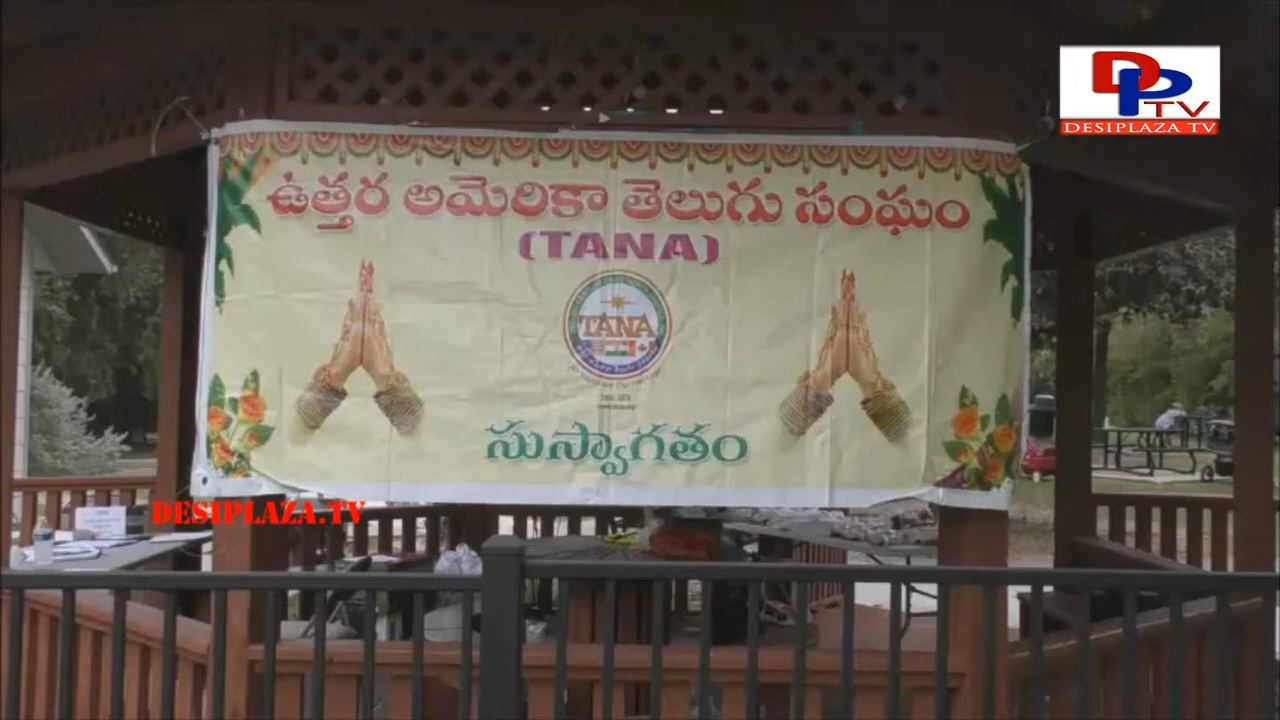 DP TV
DESIPLAZA TV
ఉత్తర అమెరికా తెలుగు సంఘం
(TANA)
TANA
సుస్వాగతం
DESIPLAZA.TV